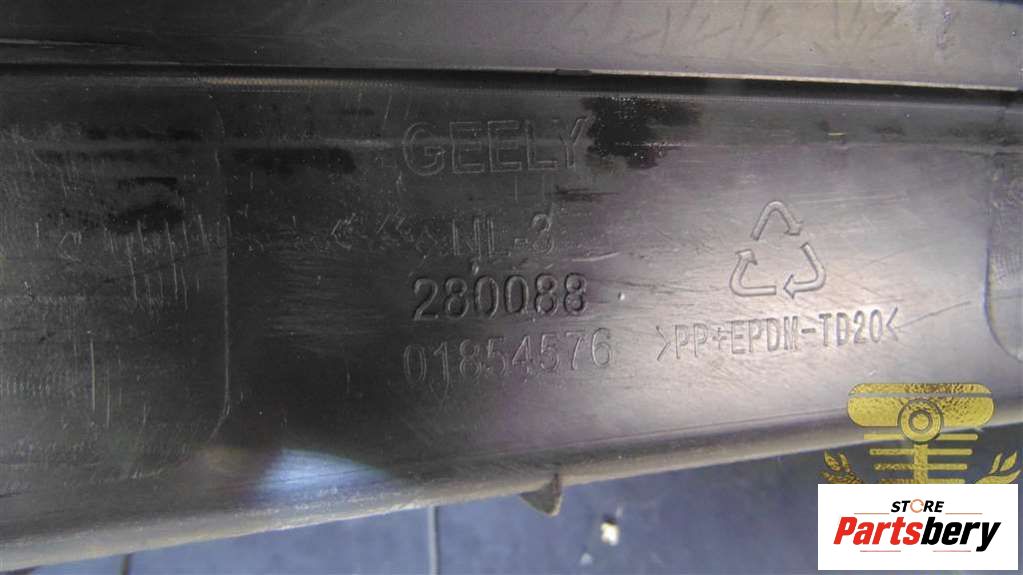 GEELY
NL-3
280088
01854576
>PP+EPDM-TD20<
STORE
Partsbery